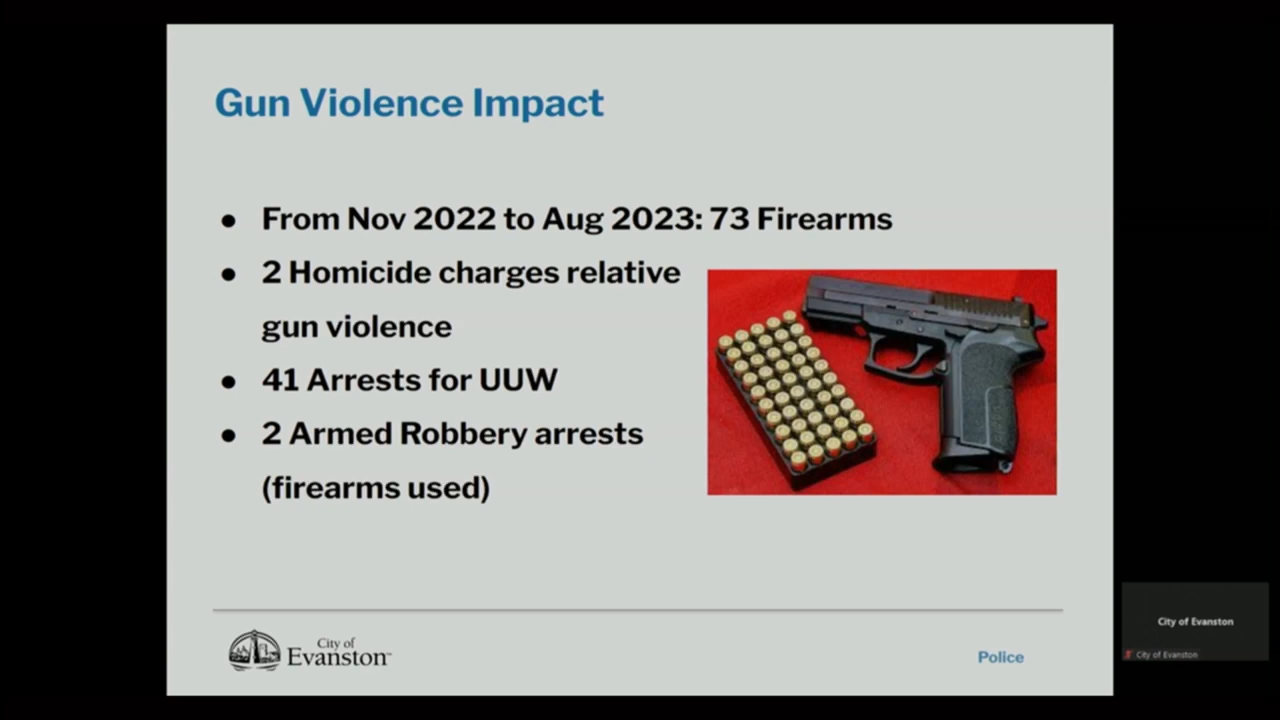 Gun Violence Impact
● From Nov 2022 to Aug 2023: 73 Firearms
● 2 Homicide charges relative
gun violence
● 41 Arrests for UUW
● 2 Armed Robbery arrests
(firearms used)
City of
Evanston™
Police
City of Evanston
City of Evanston